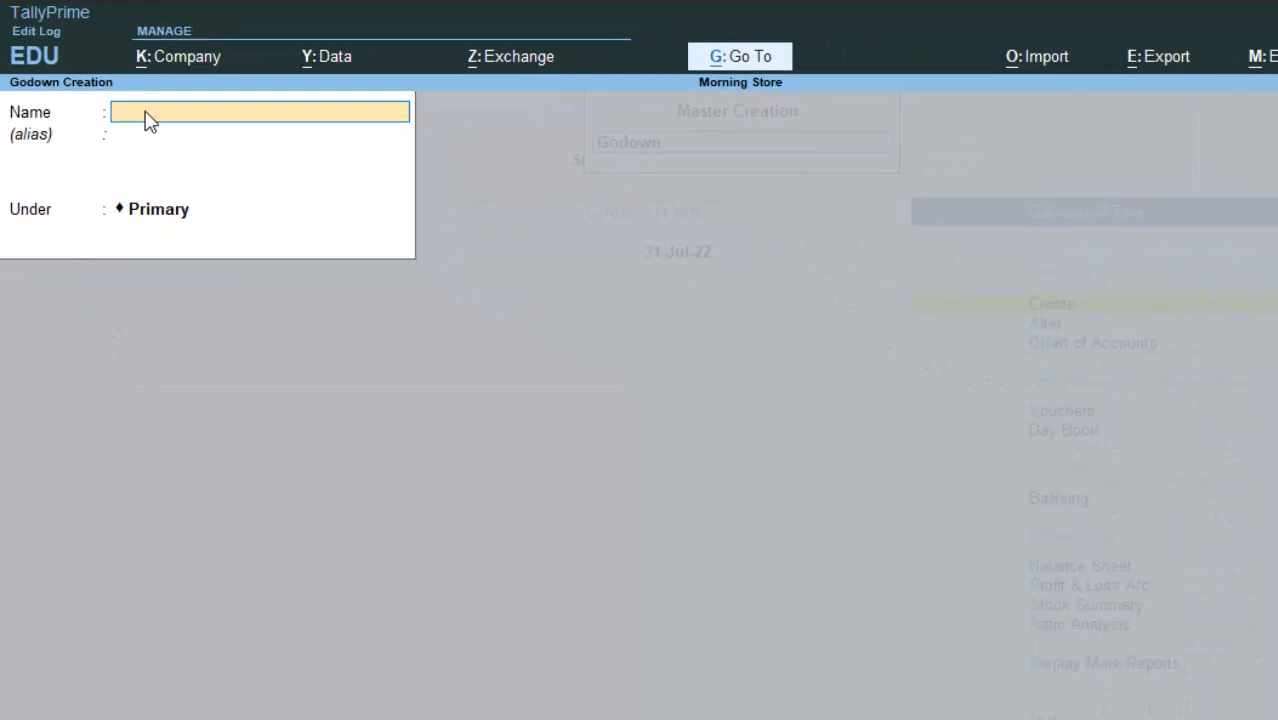 TallyPrime
Edit Log
MANAGE
EDU
K: Company
Y: Data
Z: Exchange
G: Go To
O: Import
E: Export
M: E
Godown Creation
Morning Store
Name :
(alias) :
Under : ♦ Primary
Master Creation
Godown
31-Jul-22
Create
Alter
Chart of Accounts
Vouchers
Day Book
Banking
Balance Sheet
Profit & Loss A/c
Stock Summary
Ratio Analysis
Display More Reports